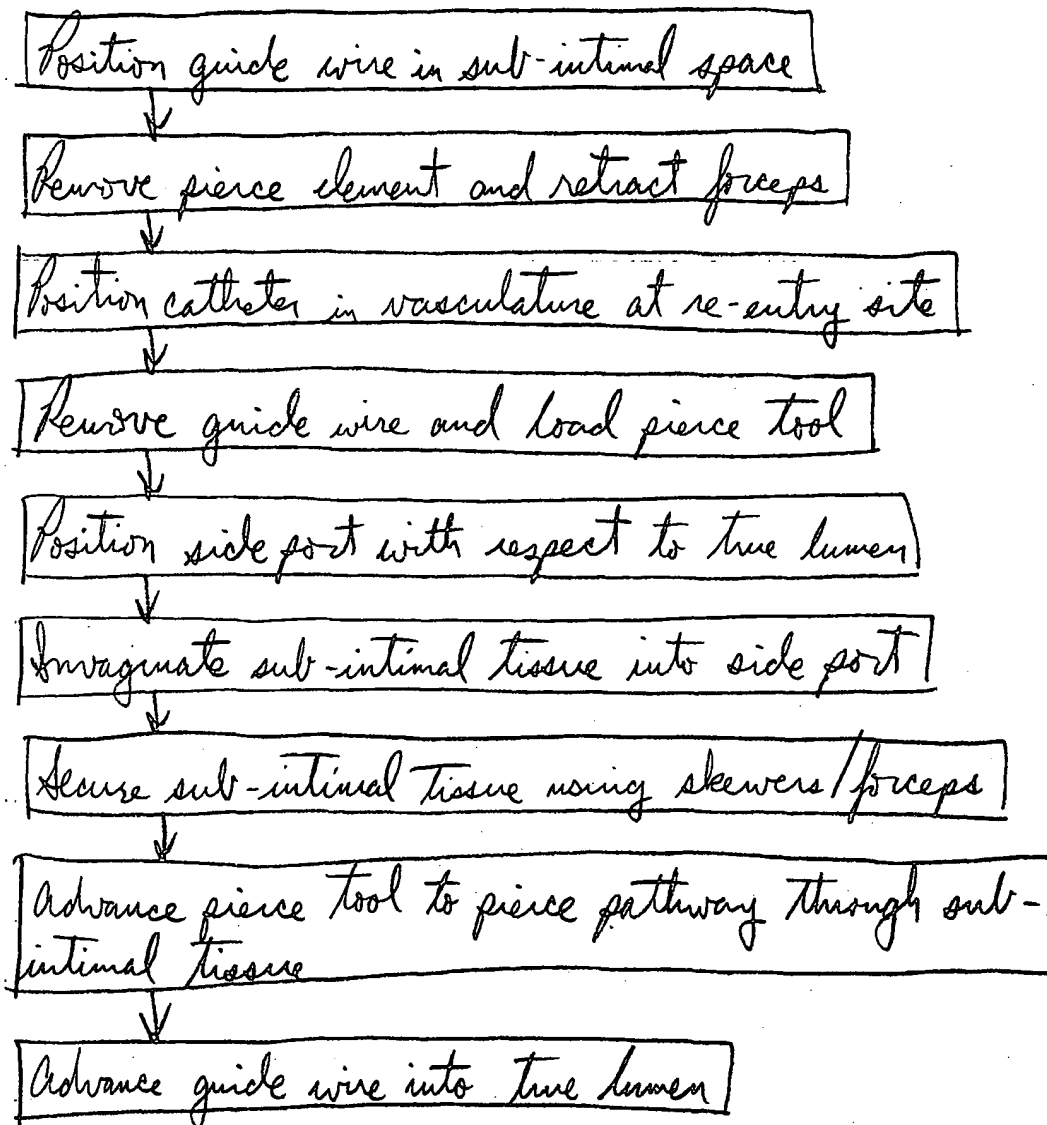 Position guide wire in sub-intimal space
Remove pierce element and retract forceps
Position catheter in vasculature at re-entry site
Remove guide wire and load pierce tool
Position side port with respect to true lumen
Invaginate sub-intimal tissue into side port
Secure sub-intimal tissue using skewers/forceps
Advance pierce tool to pierce pathway through sub-
intimal tissue
Advance guide wire into true lumen